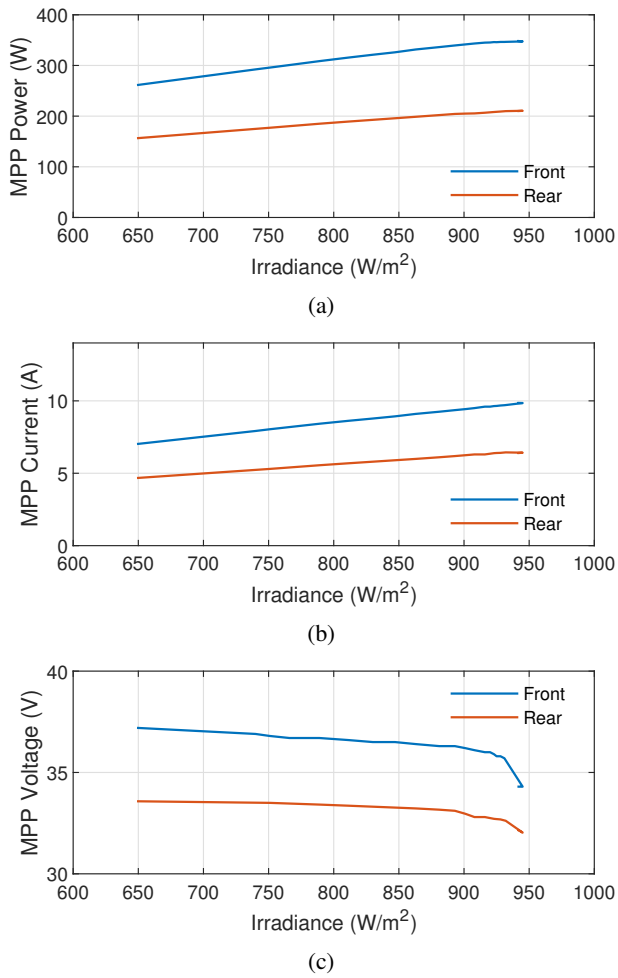 MPP Power (W)
400
300
200
100
0
Front
Rear
600 650 700 750 800 850 900 950 1000
Irradiance (W/m²)
(a)
MPP Current (A)
10
5
0
Front
Rear
600 650 700 750 800 850 900 950 1000
Irradiance (W/m²)
(b)
MPP Voltage (V)
40
35
30
Front
Rear
600 650 700 750 800 850 900 950 1000
Irradiance (W/m²)
(c)